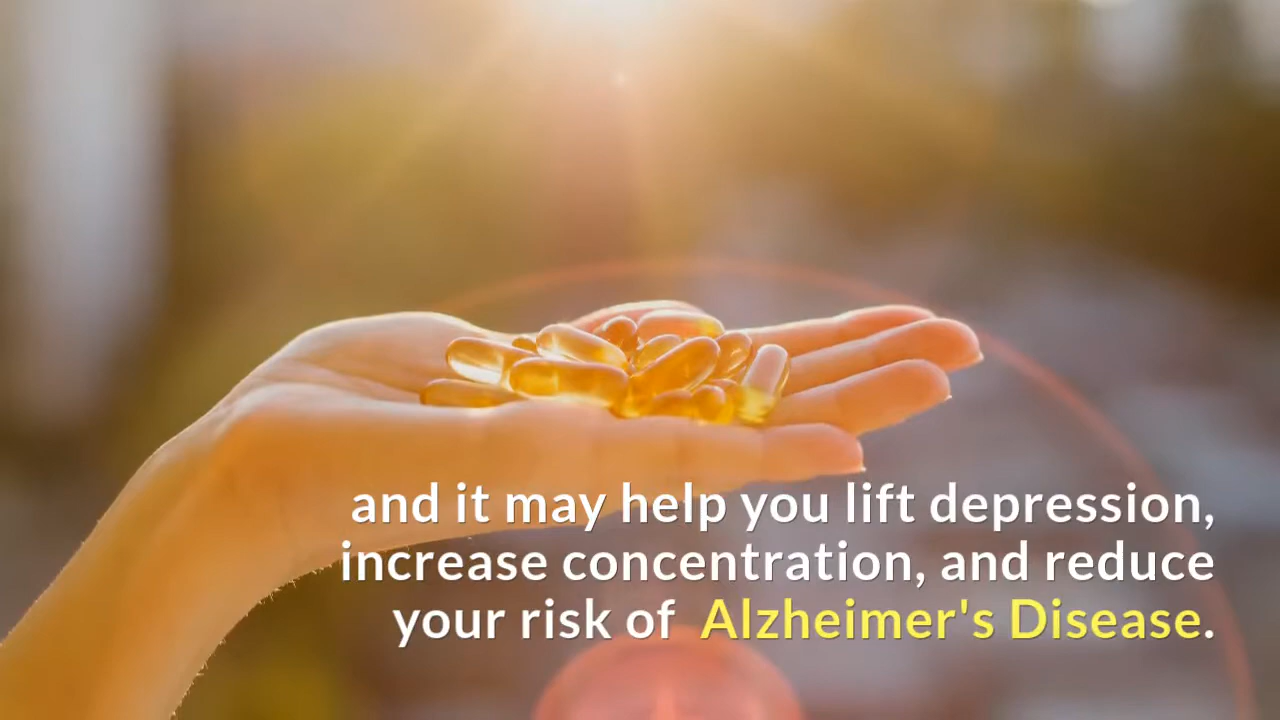 and it may help you lift depression,
increase concentration, and reduce
your risk of Alzheimer's Disease.